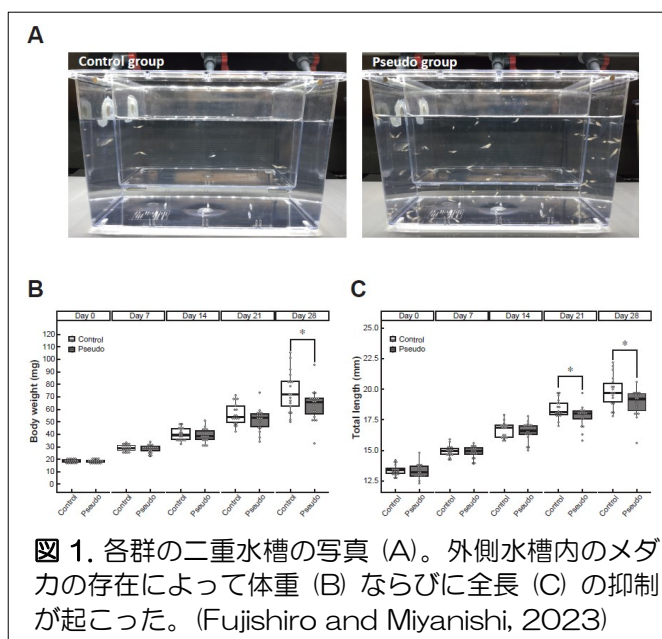 A
Control group
Pseudo group
B
Day 0 Day 7 Day 14 Day 21 Day 28
Body weight (mg)
120
110
100
90
80
70
60
50
40
30
20
10
0
Control
Pseudo
*
Control Pseudo Control Pseudo Control Pseudo Control Pseudo Control Pseudo
C
Day 0 Day 7 Day 14 Day 21 Day 28
Total length (mm)
25.0
22.5
20.0
17.5
15.0
12.5
Control
Pseudo
*
*
Control Pseudo Control Pseudo Control Pseudo Control Pseudo Control Pseudo
図 1. 各群の二重水槽の写真 (A)。外側水槽内のメダ
カの存在によって体重 (B) ならびに全長 (C) の抑制
が起こった。(Fujishiro and Miyanishi, 2023)